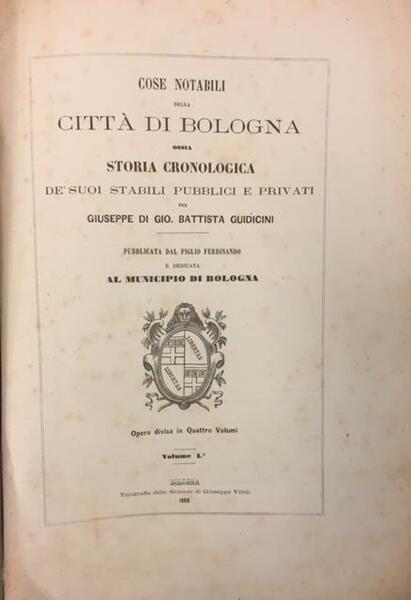 COSE NOTABILI
DELLA
CITTÀ DI BOLOGNA
OSSIA
STORIA CRONOLOGICA
DE' SUOI STABILI PUBBLICI E PRIVATI
PER
GIUSEPPE DI GIO. BATTISTA GUIDICINI
PUBBLICATA DAL FIGLIO FERDINANDO
E DEDICATA
AL MUNICIPIO DI BOLOGNA
LIBERTAS
LIBERTAS
Opera divisa in Quattro Volumi
Volume I.°
BOLOGNA
Tipografia delle Scienze di Giuseppe Vitali
1868